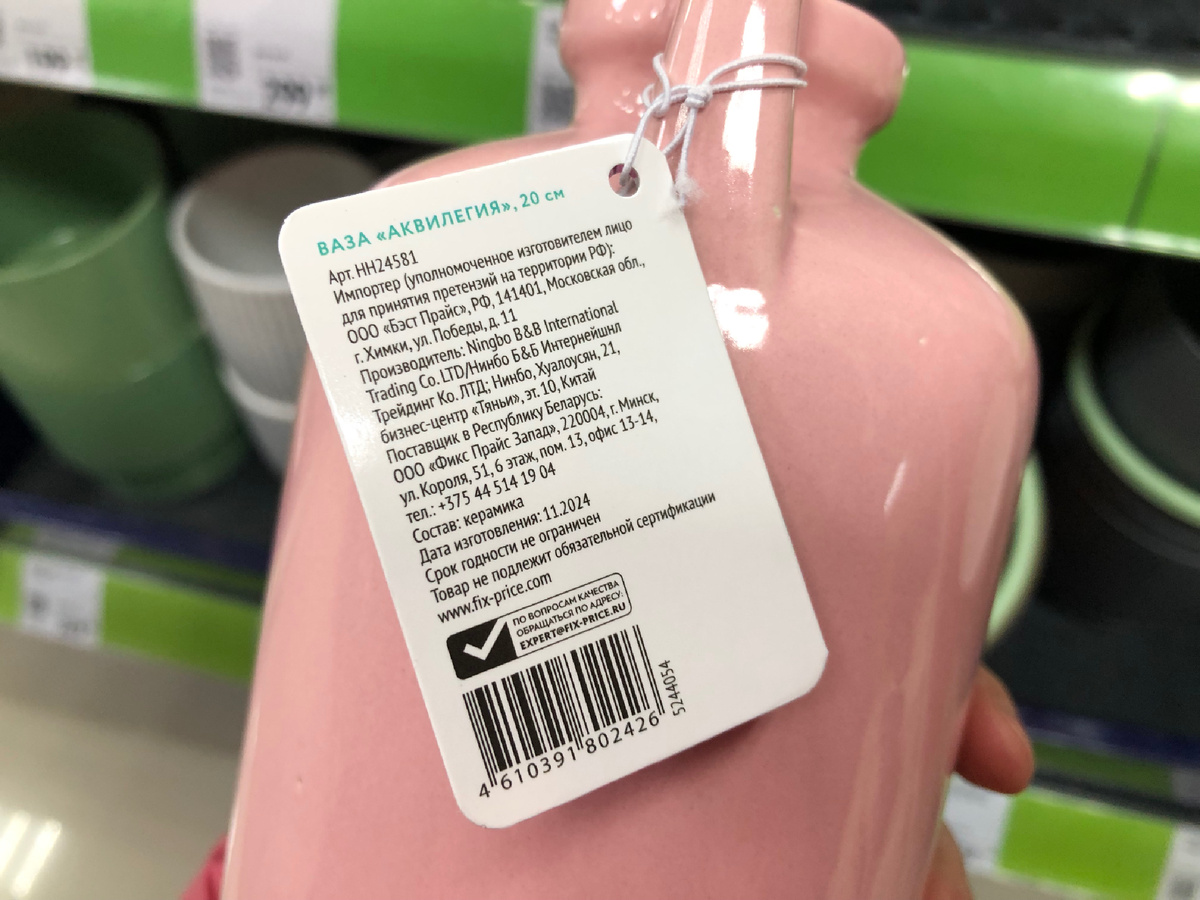 ВАЗА «АКВИЛЕГИЯ», 20 см
Арт. HH24581
Импортер (уполномоченное изготовителем лицо
для принятия претензий на территории РФ):
ООО «Бэст Прайс», РФ, 141401, Московская обл.,
г. Химки, ул. Победы, д. 11
Производитель: Ningbo B&B International
Trading Co. LTD/Нинбо Б&Б Интернейшнл
Трейдинг Ко. ЛТД; Нинбо, Хуалоусян, 21,
бизнес-центр «Тяньи», эт. 10, Китай
Поставщик в Республику Беларусь:
ООО «Фикс Прайс Запад», 220004, г. Минск,
ул. Короля, 51, 6 этаж, пом. 13, офис 13-14,
тел.: +375 44 514 19 04
Состав: керамика
Дата изготовления: 11.2024
Срок годности не ограничен
Товар не подлежит обязательной сертификации
www.fix-price.com
ПО ВОПРОСАМ КАЧЕСТВА
ОБРАЩАТЬСЯ ПО АДРЕСУ:
EXPERT@FIX-PRICE.RU
5244054
4 610391 802426